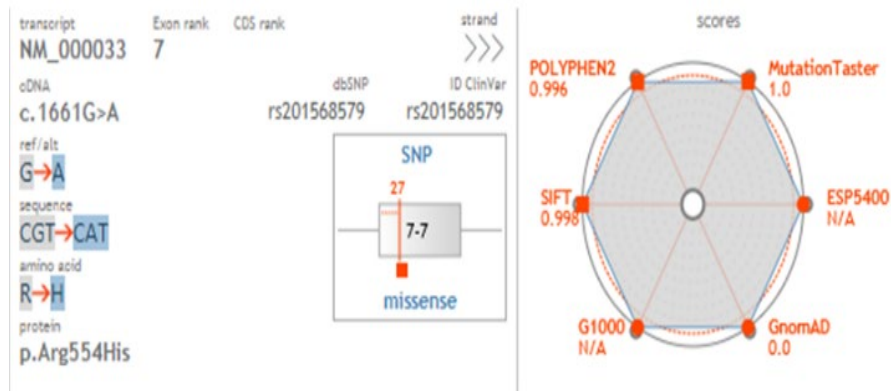 transcript Exon rank CDS rank strand
NM_000033 7 >>>
cDNA dbSNP ID ClinVar
c.1661G>A rs201568579 rs201568579
ref/alt
G→A
sequence
CGT→CAT
amino acid
R→H
protein
p.Arg554His
SNP
27
7-7
missense
scores
POLYPHEN2
0.996
MutationTaster
1.0
SIFT
0.998
ESP5400
N/A
G1000
N/A
GnomAD
0.0